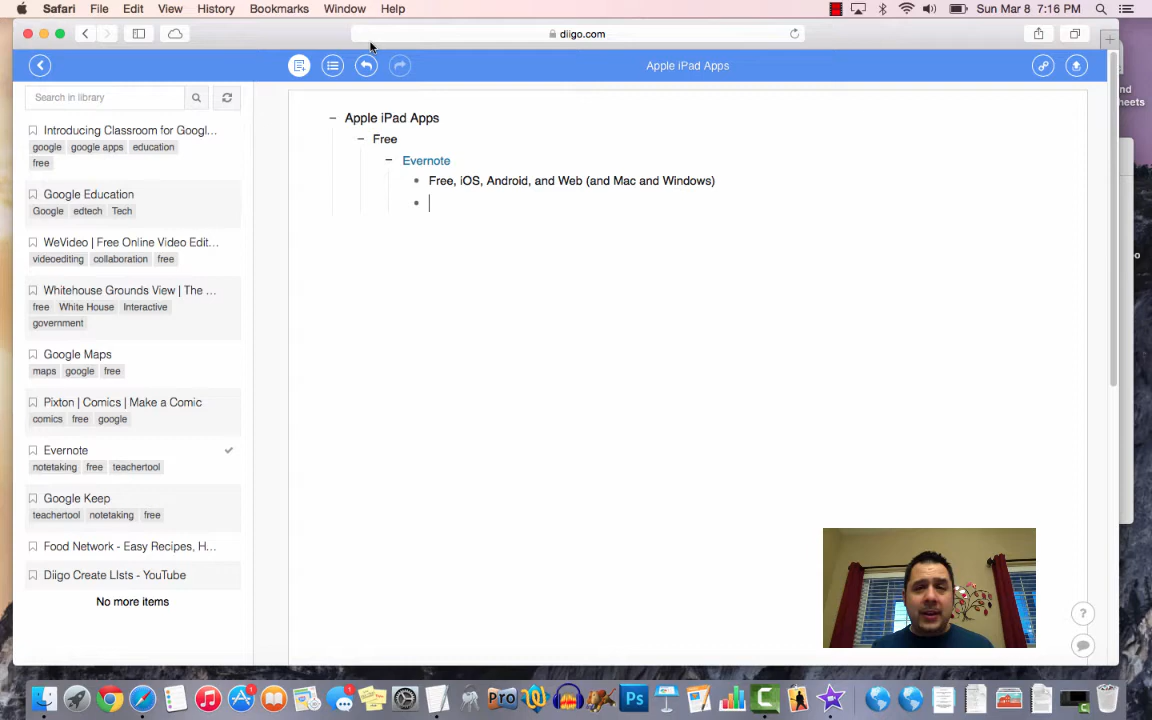 Safari File Edit View History Bookmarks Window Help Sun Mar 8 7:16 PM
diigo.com
Apple iPad Apps
Search in library
Introducing Classroom for Googl...
google google apps education
free
Google Education
Google edtech Tech
WeVideo | Free Online Video Edit...
videoediting collaboration free
Whitehouse Grounds View | The ...
free White House Interactive
government
Google Maps
maps google free
Pixton | Comics | Make a Comic
comics free google
Evernote
notetaking free teachertool
Google Keep
teachertool notetaking free
Food Network - Easy Recipes, H...
Diigo Create LIsts - YouTube
No more items
Apple iPad Apps
Free
Evernote
Free, iOS, Android, and Web (and Mac and Windows)
nd
heets
eo
?
Pro
Ps